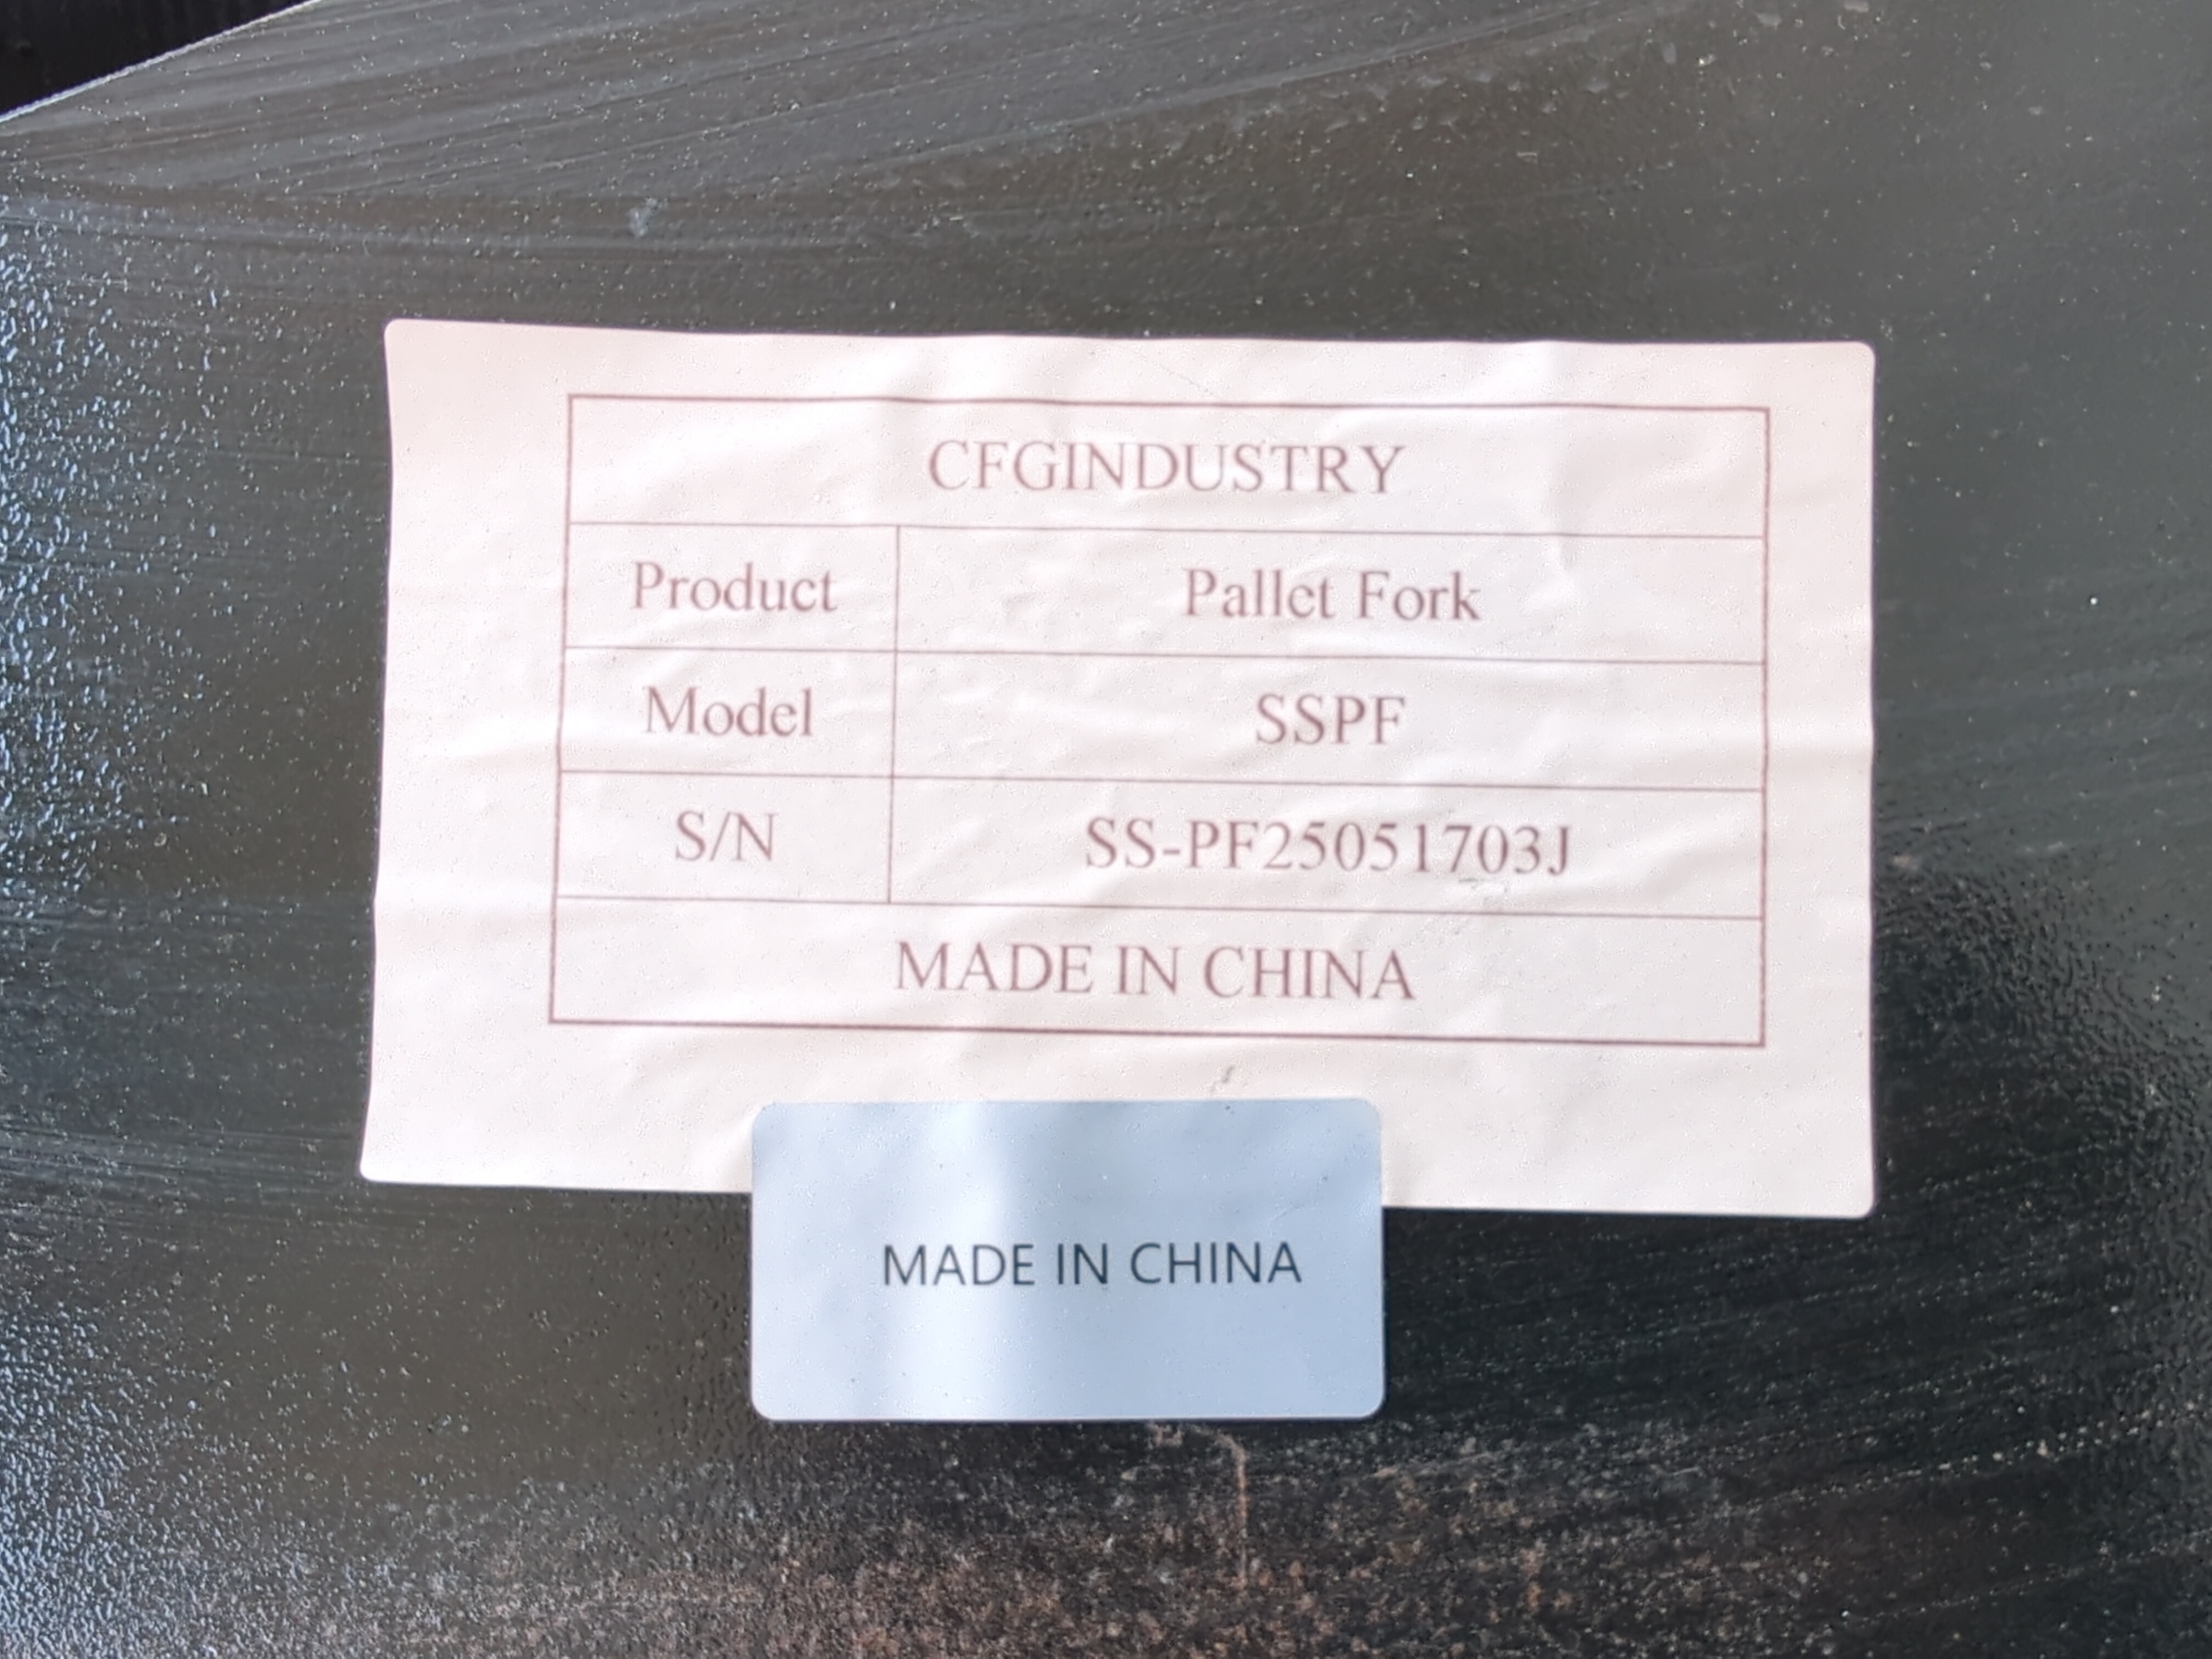 CFGINDUSTRY
Product Pallet Fork
Model SSPF
S/N SS-PF25051703J
MADE IN CHINA
MADE IN CHINA